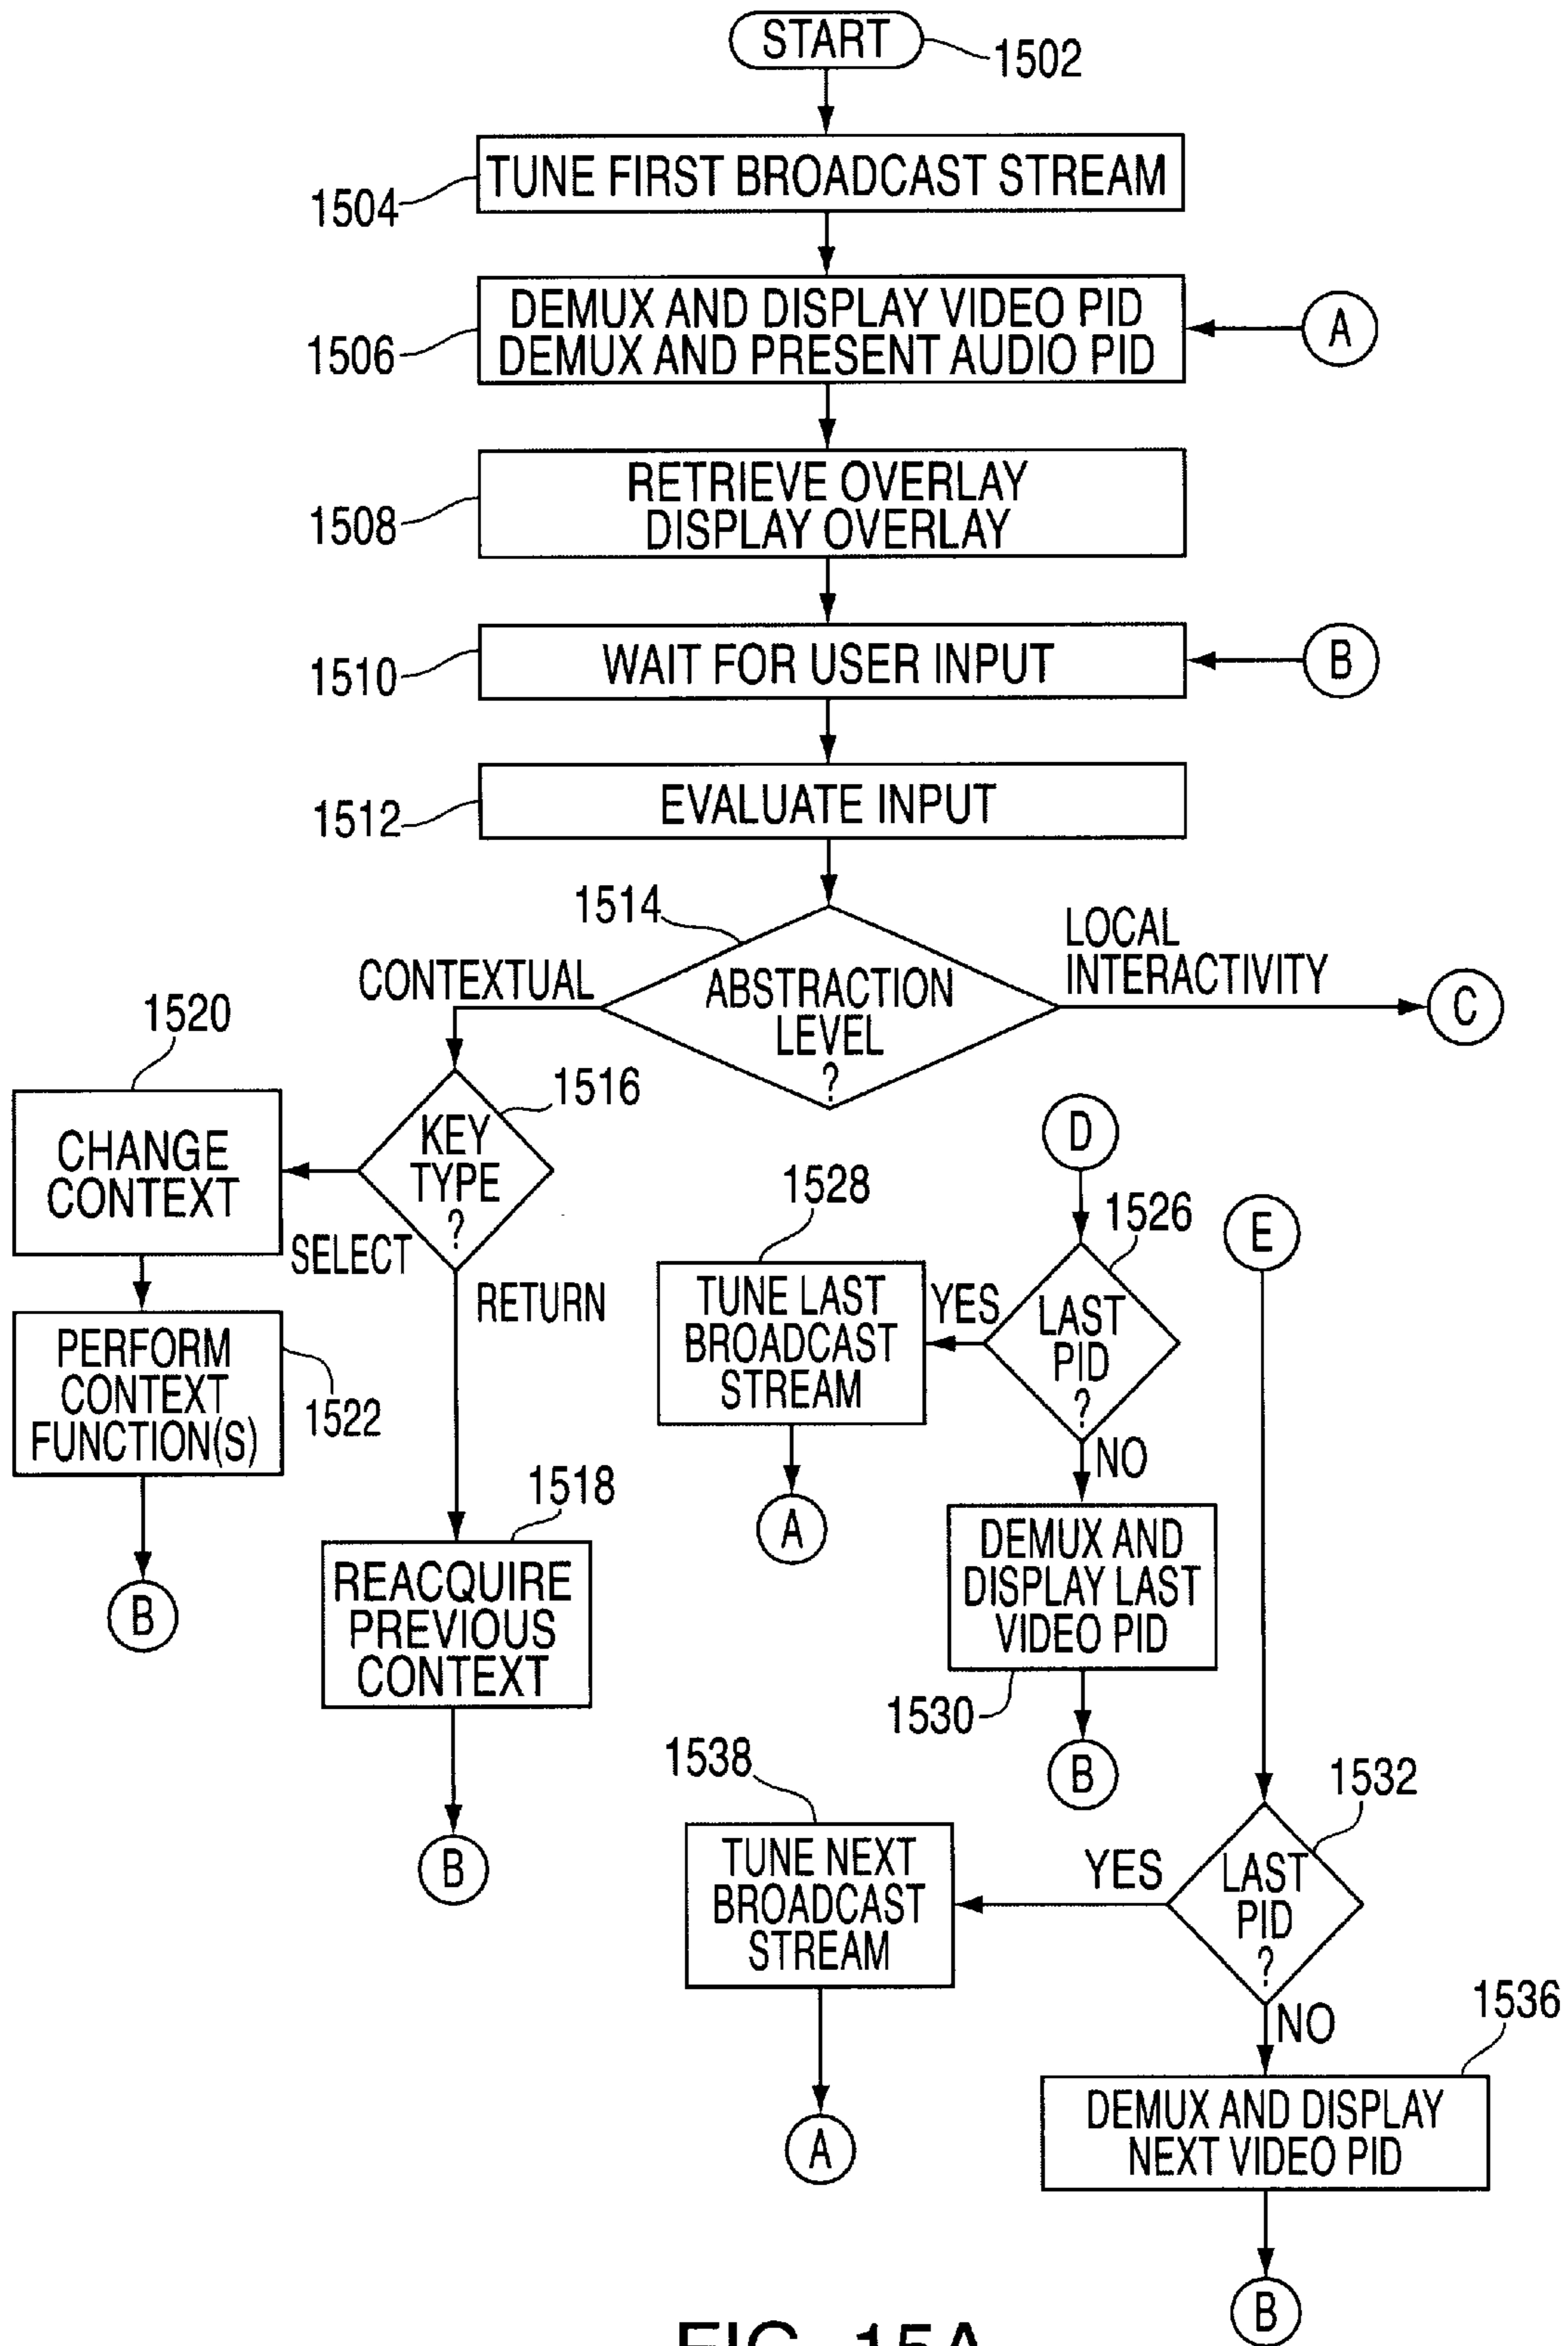 START
1502
TUNE FIRST BROADCAST STREAM
1504
DEMUX AND DISPLAY VIDEO PID
DEMUX AND PRESENT AUDIO PID
1506
A
RETRIEVE OVERLAY
DISPLAY OVERLAY
1508
WAIT FOR USER INPUT
1510
B
EVALUATE INPUT
1512
1514
ABSTRACTION
LEVEL
?
CONTEXTUAL
LOCAL
INTERACTIVITY
C
1520
CHANGE
CONTEXT
1516
KEY
TYPE
?
SELECT
RETURN
PERFORM
CONTEXT
FUNCTION(S)
1522
B
1518
REACQUIRE
PREVIOUS
CONTEXT
B
D
1526
LAST
PID
?
YES
1528
TUNE LAST
BROADCAST
STREAM
A
NO
DEMUX AND
DISPLAY LAST
VIDEO PID
1530
B
E
1532
LAST
PID
?
YES
1538
TUNE NEXT
BROADCAST
STREAM
A
NO
1536
DEMUX AND DISPLAY
NEXT VIDEO PID
B
FIG. 15A